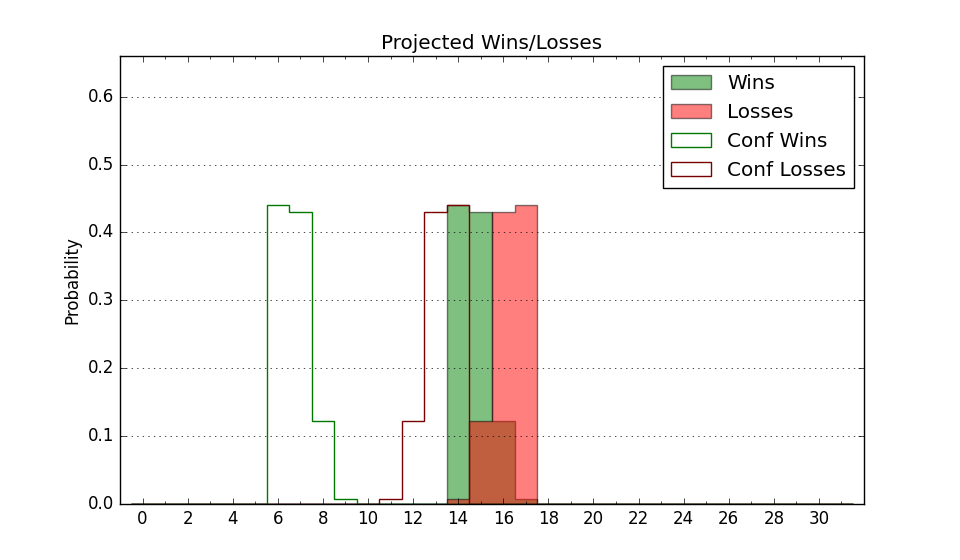 Projected Wins/Losses
Wins
Losses
Conf Wins
Conf Losses
Probability
0.6
0.5
0.4
0.3
0.2
0.1
0.0
0 2 4 6 8 10 12 14 16 18 20 22 24 26 28 30